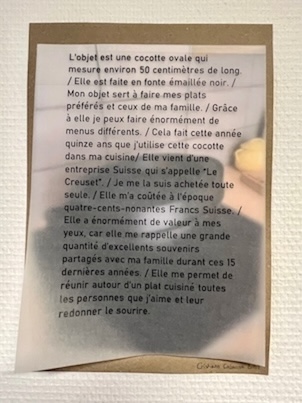 L'objet est une cocotte ovale qui
mesure environ 50 centimètres de long.
/ Elle est faite en fonte émaillée noire. /
Mon objet sert à faire mes plats
préférés et ceux de ma famille. / Grâce
à elle je peux faire énormément de
menus différents. / Cela fait cette année
quinze ans que j'utilise cette cocotte
dans ma cuisine/ Elle vient d'une
entreprise Suisse qui s'appelle "Le
Creuset". / Je me la suis achetée toute
seule. / Elle m'a coûtée à l'époque
quatre-cents-nonantes Francs Suisse. /
Elle a énormément de valeur à mes
yeux, car elle me rappelle une grande
quantité d'excellents souvenirs
partagés avec ma famille durant ces 15
dernières années. / Elle me permet de
réunir autour d'un plat cuisiné toutes
les personnes que j'aime et leur
redonner le sourire.